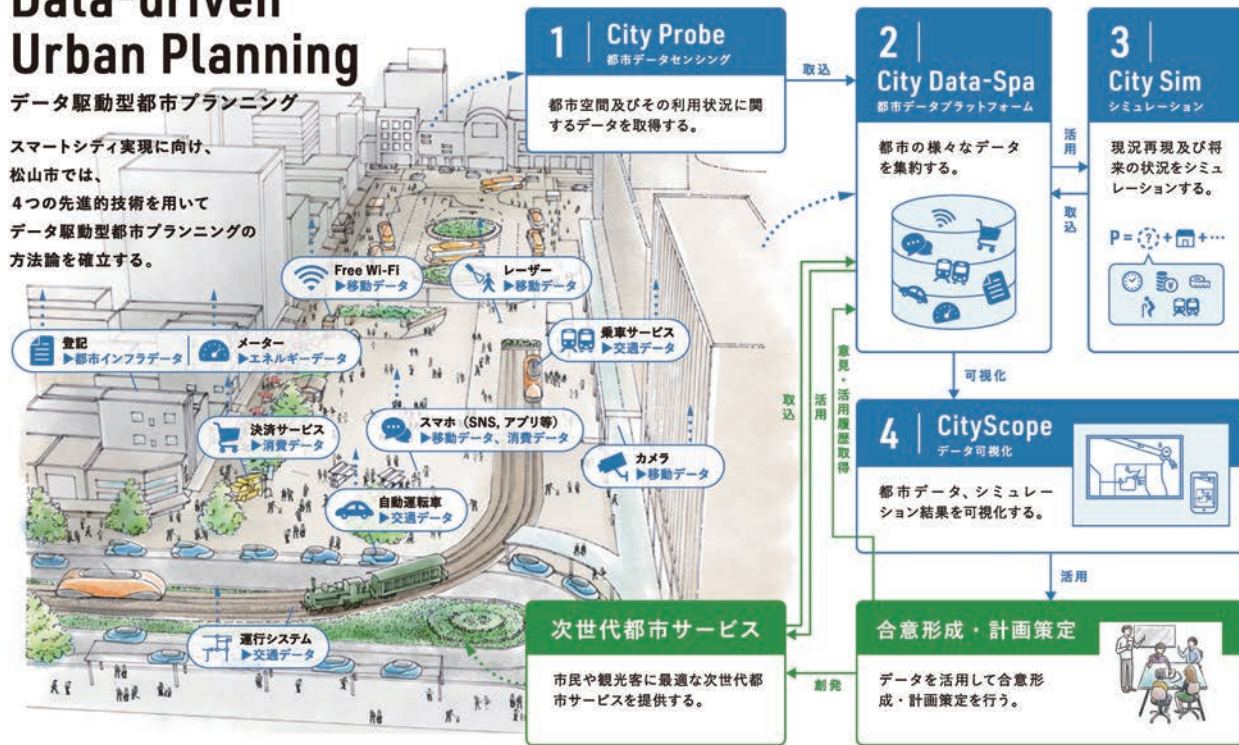 Data-driven
Urban Planning
データ駆動型都市プランニング
スマートシティ実現に向け、
松山市では、
4つの先進的技術を用いて
データ駆動型都市プランニングの
方法論を確立する。
Free Wi-Fi
▶移動データ
レーザー
▶移動データ
登記
▶都市インフラデータ
メーター
▶エネルギーデータ
乗車サービス
▶交通データ
決済サービス
▶消費データ
スマホ（SNS, アプリ等）
▶移動データ、消費データ
カメラ
▶移動データ
自動運転車
▶交通データ
運行システム
▶交通データ
1
City Probe
都市データセンシング
都市空間及びその利用状況に関
するデータを取得する。
取込
2
City Data-Spa
都市データプラットフォーム
都市の様々なデータ
を集約する。
活用
取込
3
City Sim
シミュレーション
現況再現及び将
来の状況をシミュ
レーションする。
P=(?)+ +…
取込
活用
意見・活用履歴取得
可視化
4
CityScope
データ可視化
都市データ、シミュレー
ション結果を可視化する。
活用
次世代都市サービス
市民や観光客に最適な次世代都
市サービスを提供する。
創発
合意形成・計画策定
データを活用して合意形
成・計画策定を行う。